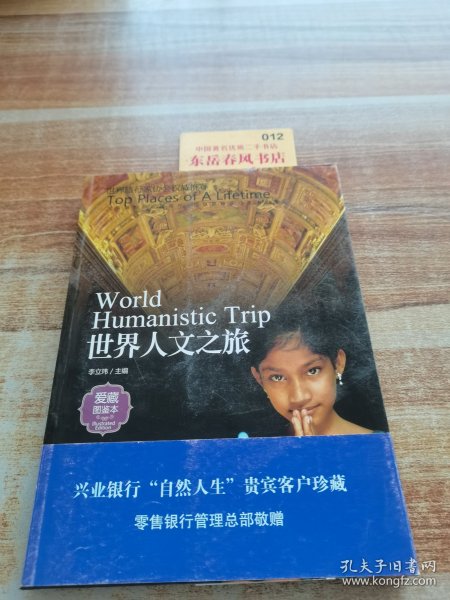 012
中国著名优质二手书店
东岳春风书店
Top Places of A Lifetime
World
Humanistic Trip
世界人文之旅
李立玮/主编
爱藏
图鉴本
Illustrated
Edition
兴业银行“自然人生”贵宾客户珍藏
零售银行管理总部敬赠
孔夫子旧书网
www.kongfz.com